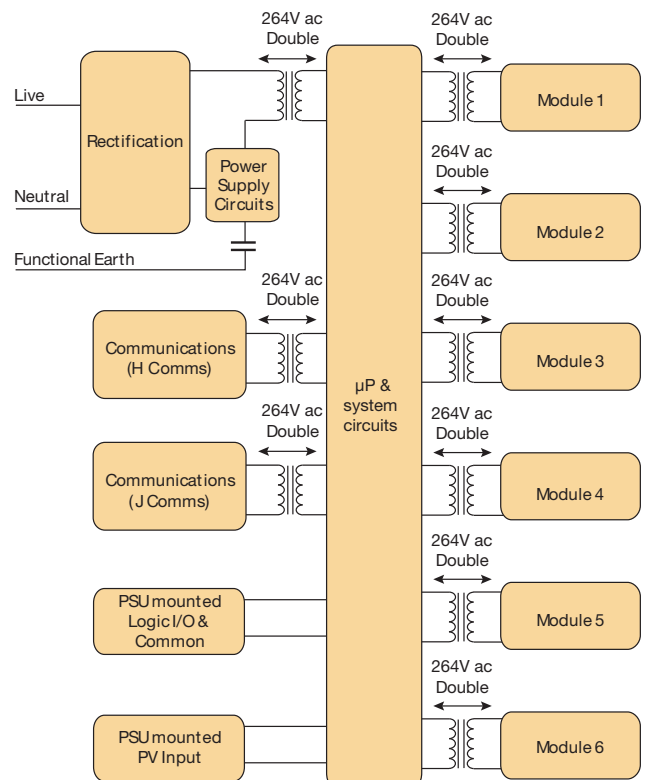 264V ac
Double
264V ac
Double
Live
Rectification
Module 1
Power
Supply
Circuits
264V ac
Double
Neutral
Module 2
Functional Earth
264V ac
Double
264V ac
Double
Communications
(H Comms)
Module 3
µP &
system
circuits
264V ac
Double
264V ac
Double
Communications
(J Comms)
Module 4
264V ac
Double
PSU mounted
Logic I/O &
Common
Module 5
264V ac
Double
PSU mounted
PV Input
Module 6